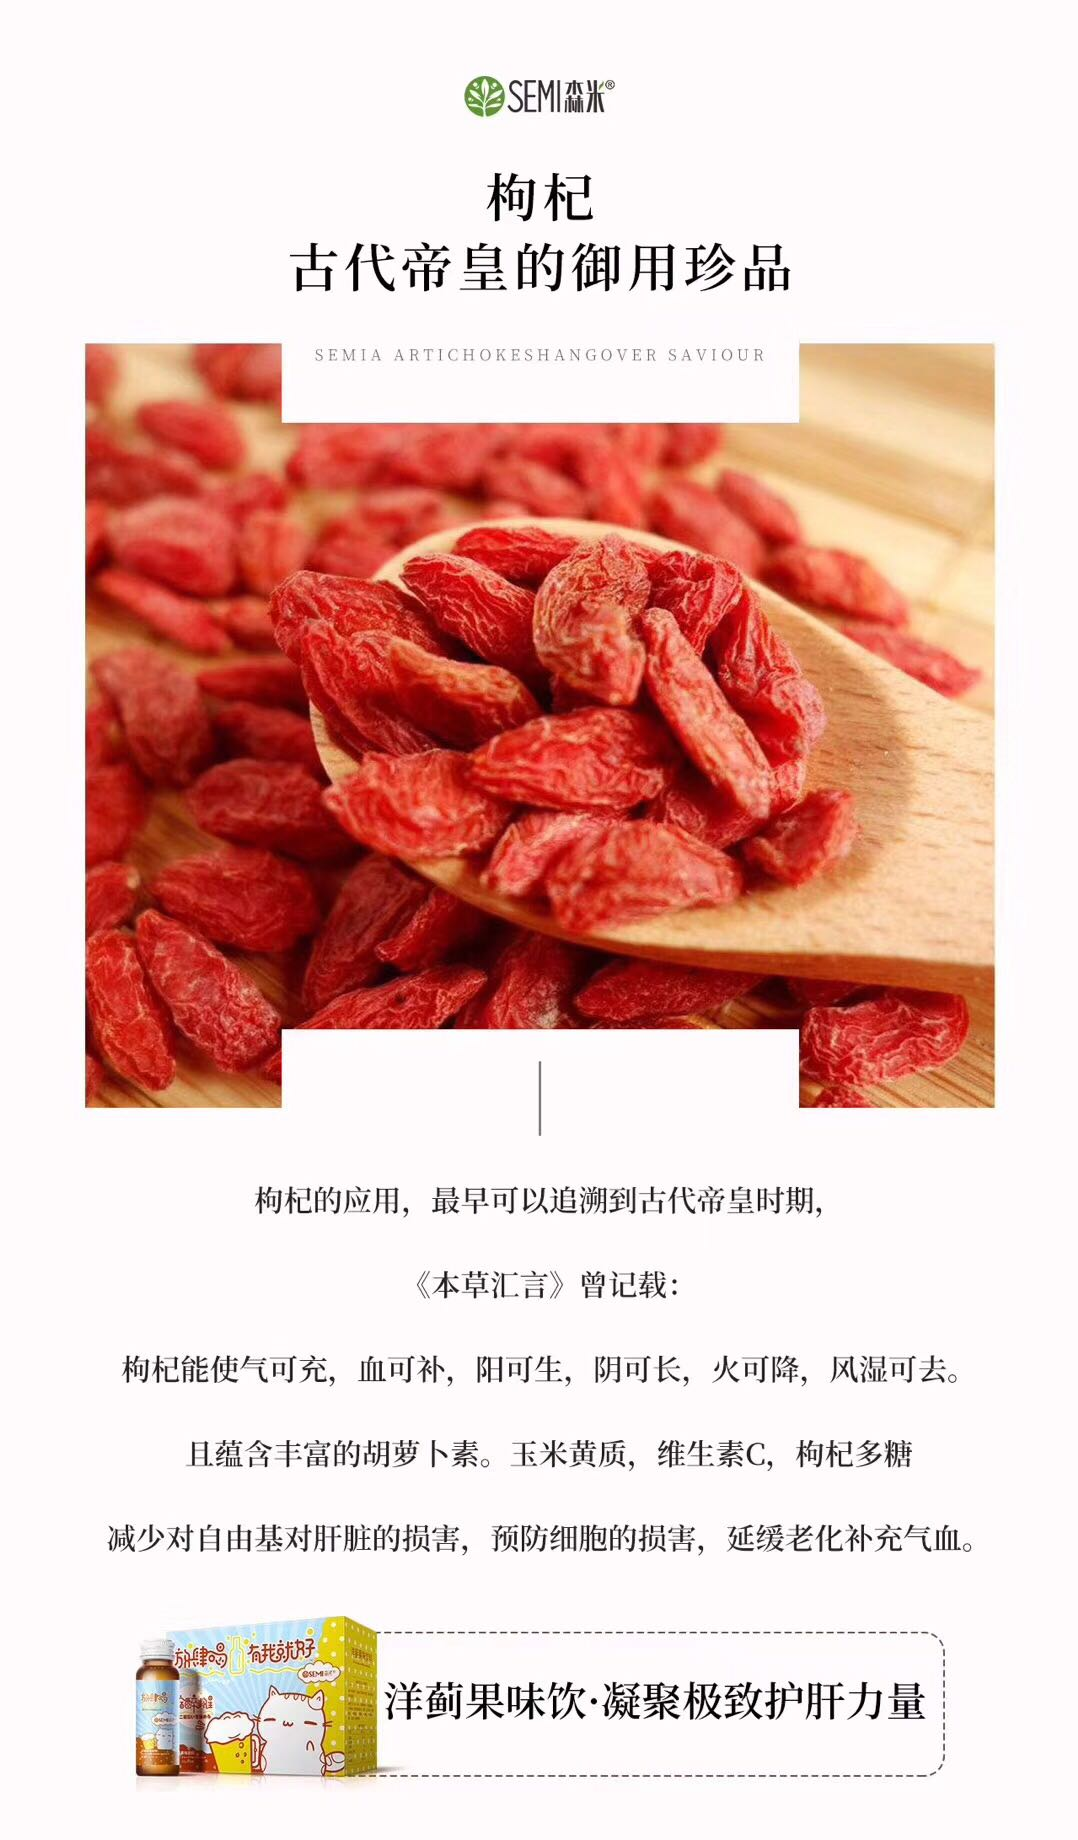 SEMI森米®
枸杞
古代帝皇的御用珍品
SEMIA ARTICHOKESHANGOVER SAVIOUR
枸杞的应用，最早可以追溯到古代帝皇时期，
《本草汇言》曾记载：
枸杞能使气可充，血可补，阳可生，阴可长，火可降，风湿可去。
且蕴含丰富的胡萝卜素。玉米黄质，维生素C，枸杞多糖
减少对自由基对肝脏的损害，预防细胞的损害，延缓老化补充气血。
放肆喝 有我就好
SEMI森米
洋蓟果味饮·凝聚极致护肝力量